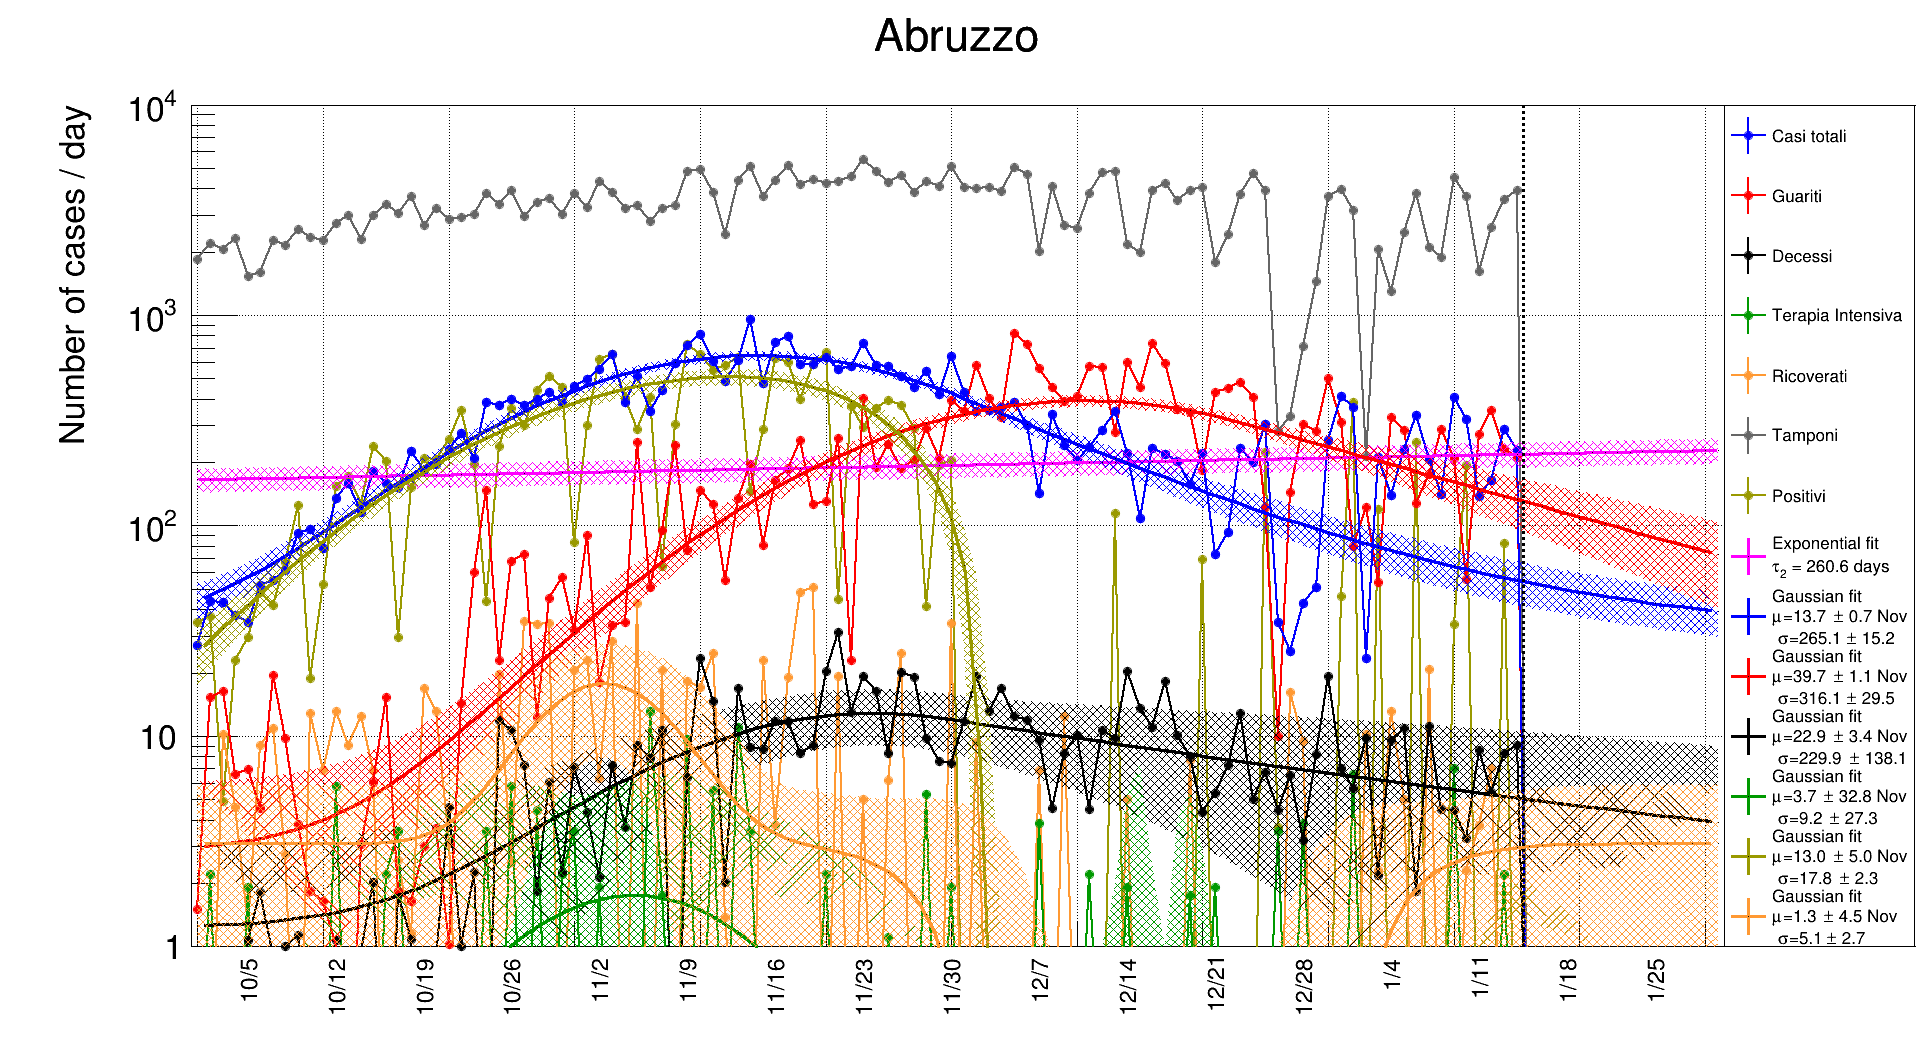 Abruzzo
Number of cases / day
10⁴
10³
10²
10
1
10/5
10/12
10/19
10/26
11/2
11/9
11/16
11/23
11/30
12/7
12/14
12/21
12/28
1/4
1/11
1/18
1/25
Casi totali
Guariti
Decessi
Terapia Intensiva
Ricoverati
Tamponi
Positivi
Exponential fit
τ₂ = 260.6 days
Gaussian fit
μ=13.7 ± 0.7 Nov
σ=265.1 ± 15.2
Gaussian fit
μ=39.7 ± 1.1 Nov
σ=316.1 ± 29.5
Gaussian fit
μ=22.9 ± 3.4 Nov
σ=229.9 ± 138.1
Gaussian fit
μ=3.7 ± 32.8 Nov
σ=9.2 ± 27.3
Gaussian fit
μ=13.0 ± 5.0 Nov
σ=17.8 ± 2.3
Gaussian fit
μ=1.3 ± 4.5 Nov
σ=5.1 ± 2.7